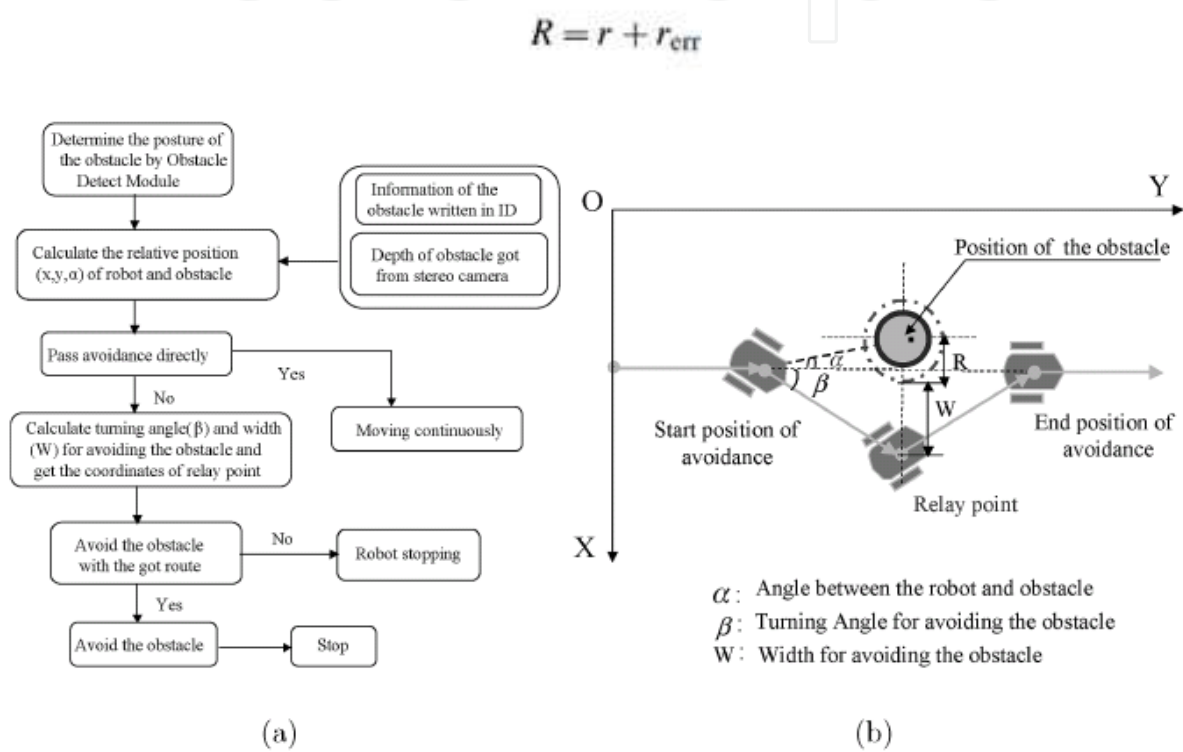 R = r + r_err
Determine the posture of
the obstacle by Obstacle
Detect Module
Information of the
obstacle written in ID
Depth of obstacle got
from stereo camera
Calculate the relative position
(x,y,α) of robot and obstacle
Pass avoidance directly
Yes
No
Moving continuously
Calculate turning angle(β) and width
(W) for avoiding the obstacle and
get the coordinates of relay point
Avoid the obstacle
with the got route
No
Robot stopping
Yes
Avoid the obstacle
Stop
(a)
O
Y
Position of the obstacle
α
R
β
W
Start position of
avoidance
End position of
avoidance
Relay point
X
α: Angle between the robot and obstacle
β: Turning Angle for avoiding the obstacle
W: Width for avoiding the obstacle
(b)